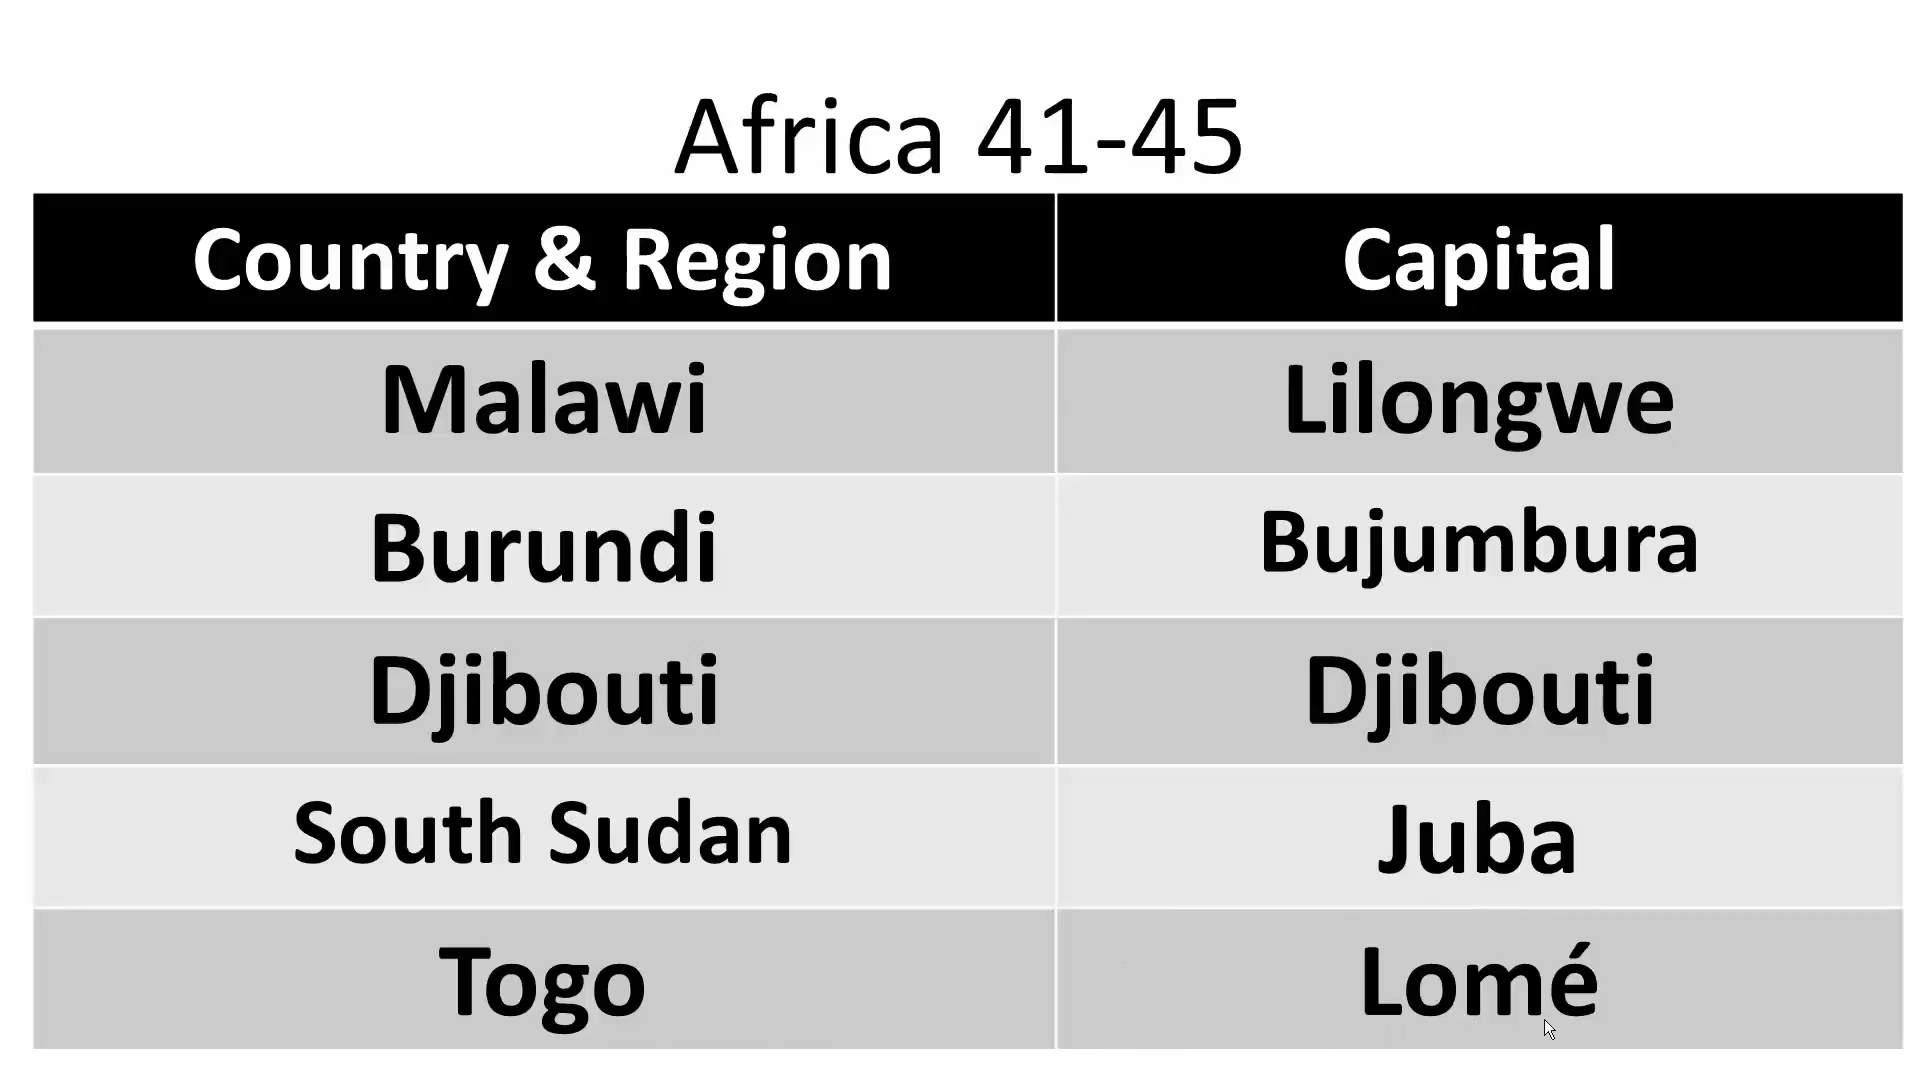 Africa 41-45
Country & Region Capital
Malawi Lilongwe
Burundi Bujumbura
Djibouti Djibouti
South Sudan Juba
Togo Lomé